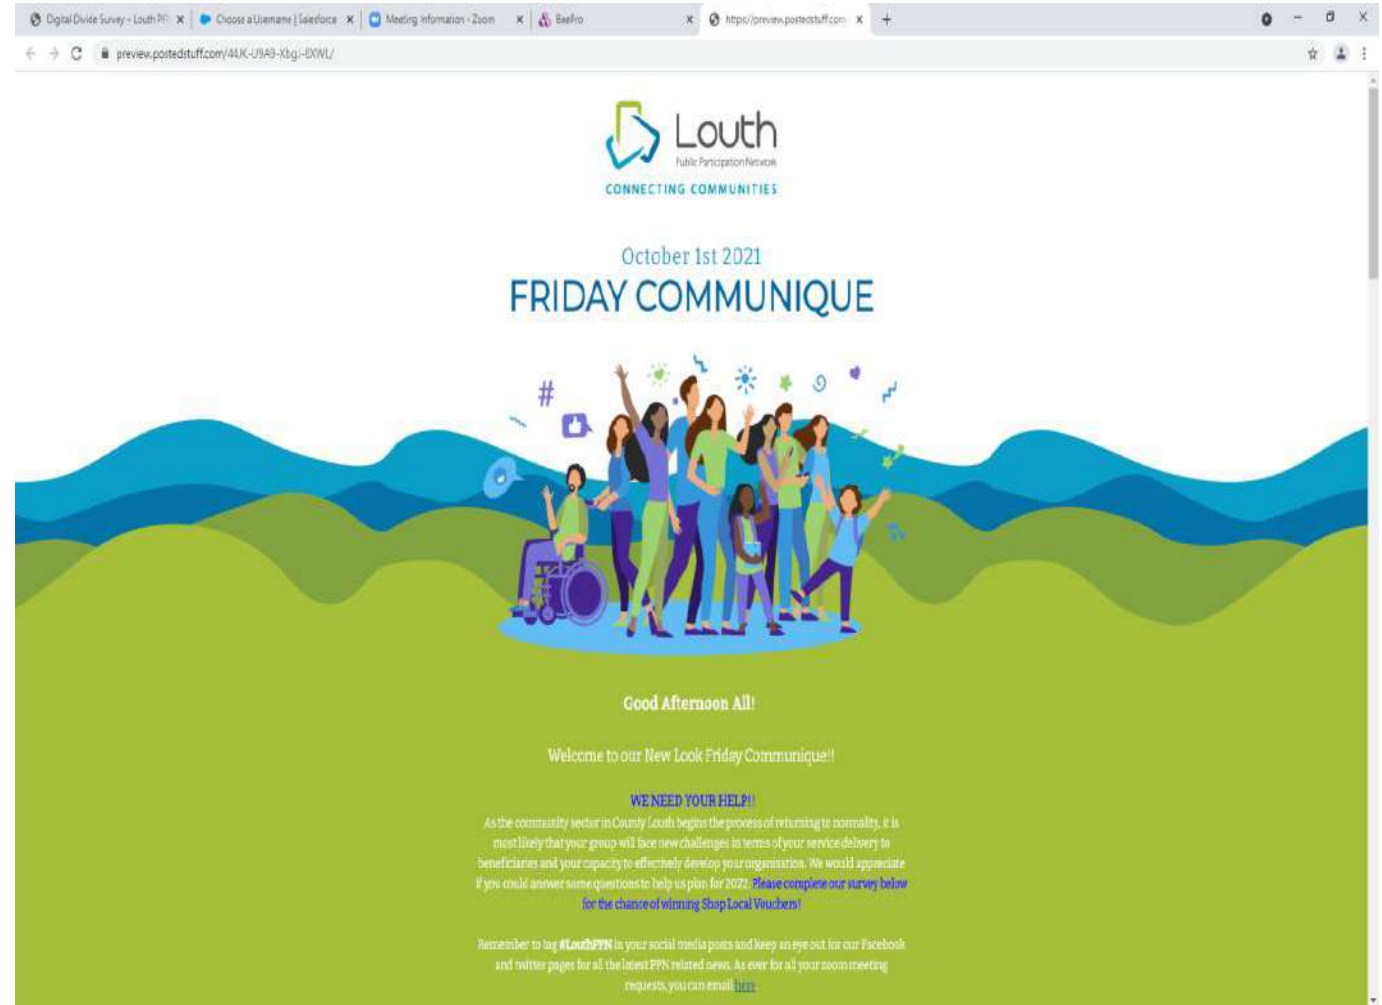 Digital Divide Survey – Louth PP
Choose a Username | Salesforce
Meeting Information - Zoom
BeePro
https://preview.postedstuff.com
preview.postedstuff.com/
Louth
Public Participation Network
CONNECTING COMMUNITIES
October 1st 2021
FRIDAY COMMUNIQUE
#
Good Afternoon All!
Welcome to our New Look Friday Communique!!
WE NEED YOUR HELP!!
As the community sector in County Louth begins the process of returning to normality, it is
most likely that your group will face new challenges in terms of your service delivery to
beneficiaries and your capacity to effectively develop your organisation. We would appreciate
if you could answer some questions to help us plan for 2022. Please complete our survey below
for the chance of winning Shop Local Vouchers!
Remember to tag #LouthPPN in your social media posts and keep an eye out for our Facebook
and twitter pages for all the latest PPN related news. As ever for all your zoom meeting
requests, you can email here.